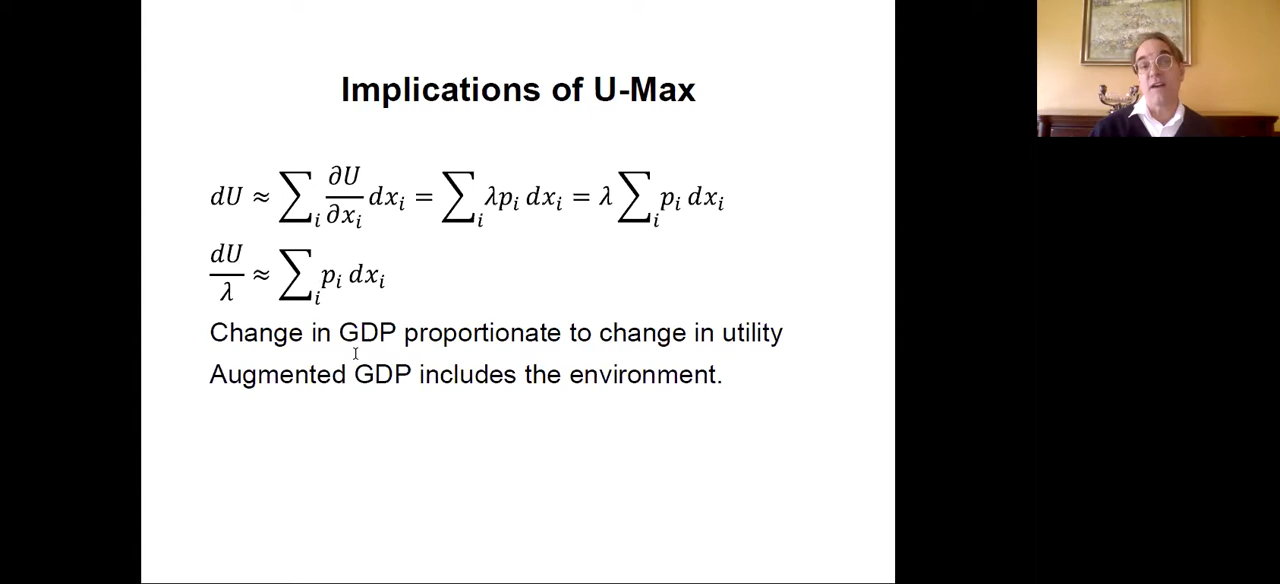 Implications of U-Max
dU ≈ ∑_i ∂U/∂x_i dx_i = ∑_i λp_i dx_i = λ ∑_i p_i dx_i
dU/λ ≈ ∑_i p_i dx_i
Change in GDP proportionate to change in utility
Augmented GDP includes the environment.